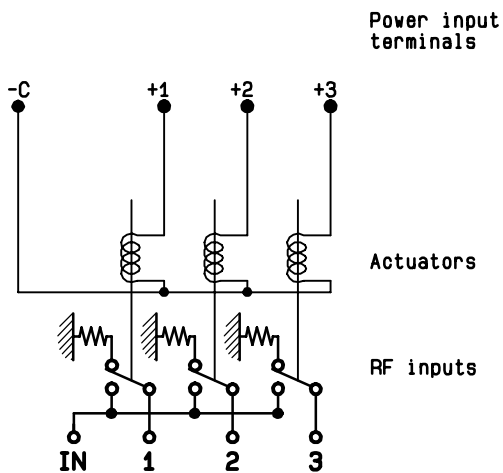 Power input
terminals
-C +1 +2 +3
Actuators
RF inputs
IN 1 2 3